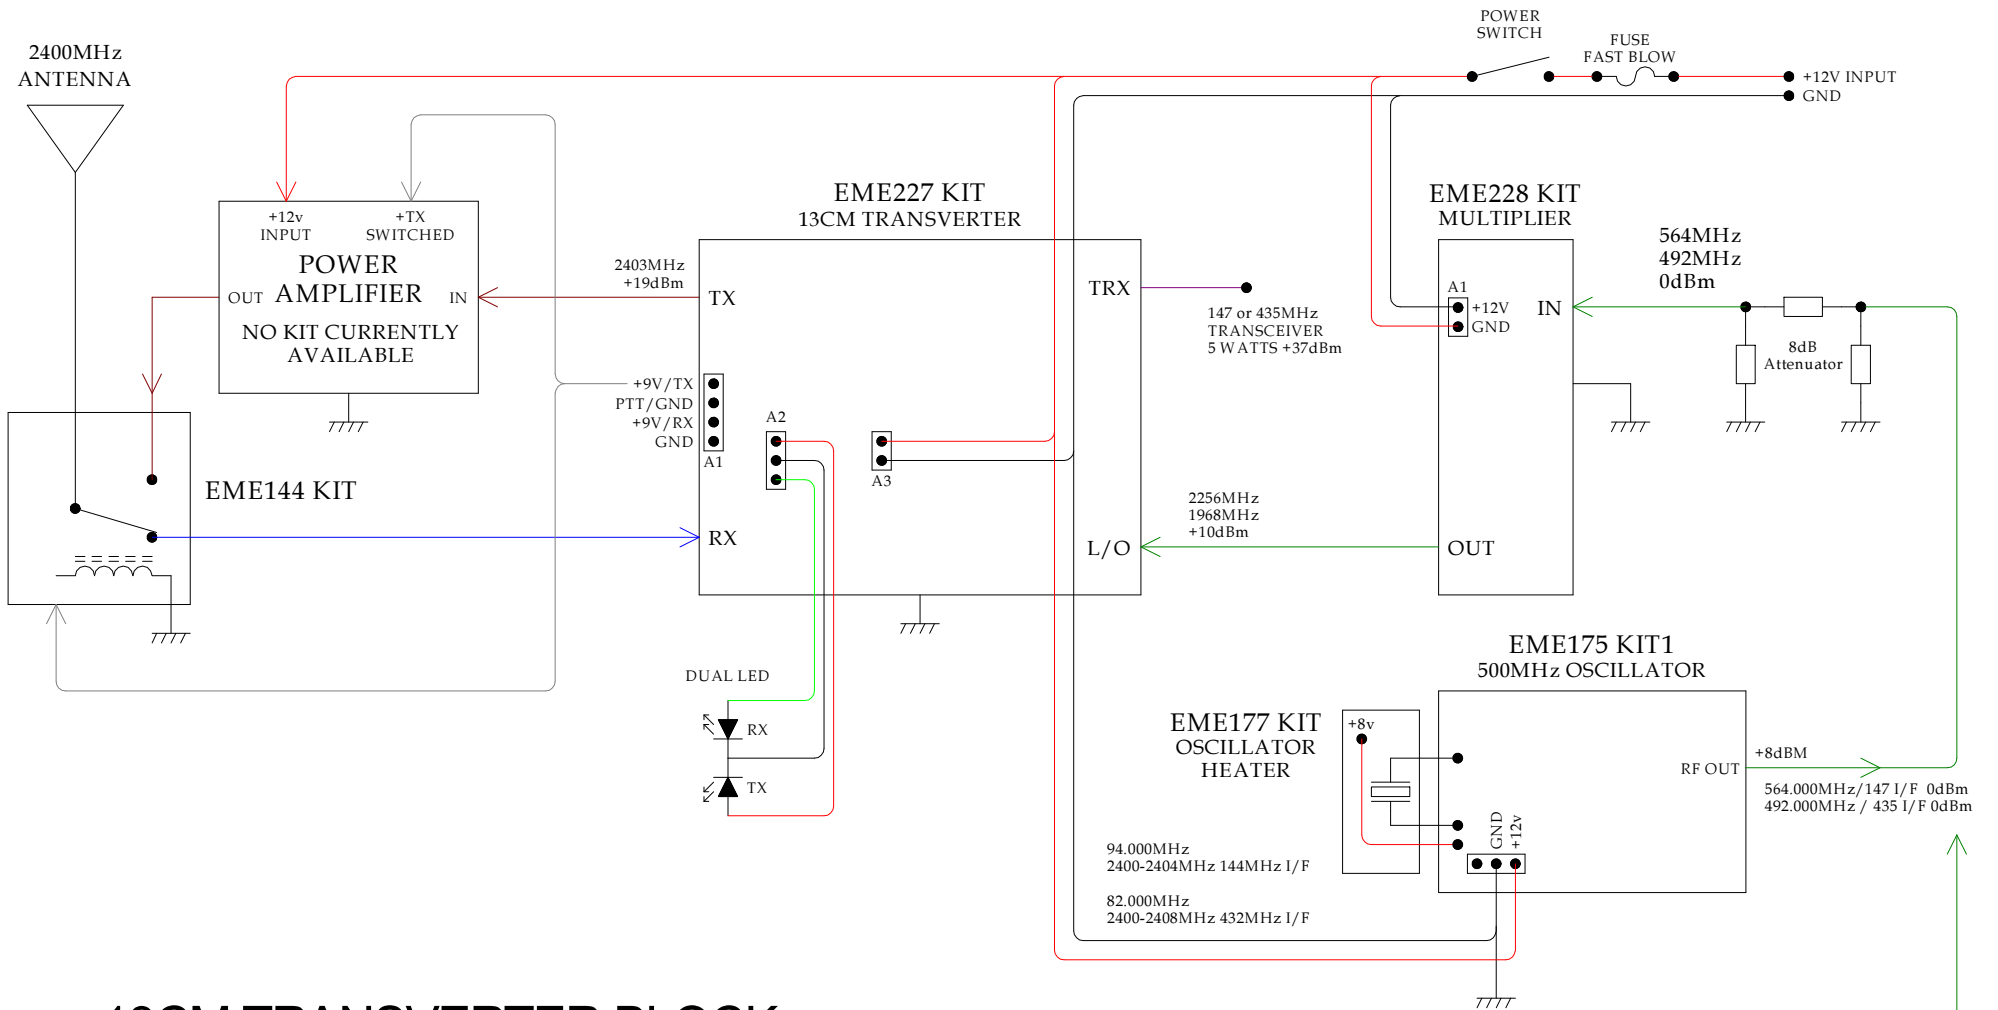 POWER
SWITCH
FUSE
FAST BLOW
+12V INPUT
GND
2400MHz
ANTENNA
+12v
INPUT
+TX
SWITCHED
POWER
AMPLIFIER
OUT
IN
NO KIT CURRENTLY
AVAILABLE
2403MHz
+19dBm
EME227 KIT
13CM TRANSVERTER
TX
TRX
147 or 435MHz
TRANSCEIVER
5 WATTS +37dBm
EME228 KIT
MULTIPLIER
A1
+12V
GND
IN
564MHz
492MHz
0dBm
8dB
Attenuator
+9V/TX
PTT/GND
+9V/RX
GND
A1
A2
A3
EME144 KIT
RX
L/O
2256MHz
1968MHz
+10dBm
OUT
DUAL LED
RX
TX
EME175 KIT1
500MHz OSCILLATOR
EME177 KIT
OSCILLATOR
HEATER
+8v
GND
+12v
RF OUT
+8dBM
564.000MHz/147 I/F 0dBm
492.000MHz / 435 I/F 0dBm
94.000MHz
2400-2404MHz 144MHz I/F
82.000MHz
2400-2408MHz 432MHz I/F
13CM TRANSVERTER BLOCK